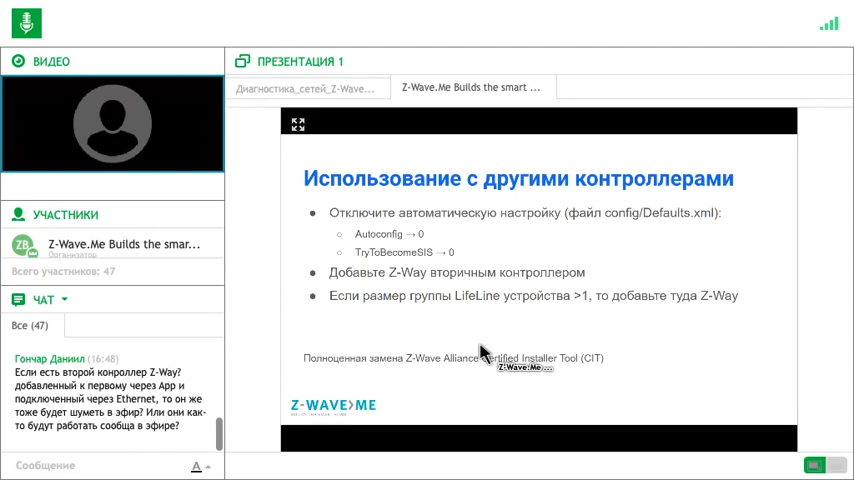 ВИДЕО
ПРЕЗЕНТАЦИЯ 1
Диагностика_сетей_Z-Wave...
Z-Wave.Me Builds the smart ...
Использование с другими контроллерами
Отключите автоматическую настройку (файл config/Defaults.xml):
Autoconfig → 0
TryToBecomeSIS → 0
Добавьте Z-Way вторичным контроллером
Если размер группы LifeLine устройства >1, то добавьте туда Z-Way
Полноценная замена Z-Wave Alliance Certified Installer Tool (CIT)
Z-Wave.Me...
Z-WAVE>ME
УЧАСТНИКИ
ZB
Z-Wave.Me Builds the smar...
Организатор
Всего участников: 47
ЧАТ
Все (47)
Гончар Даниил (16:48)
Если есть второй конроллер Z-Way?
добавленный к первому через App и
подключенный через Ethernet, то он же
тоже будет шуметь в эфир? Или они как-
то будут работать сообща в эфире?
Сообщение
A